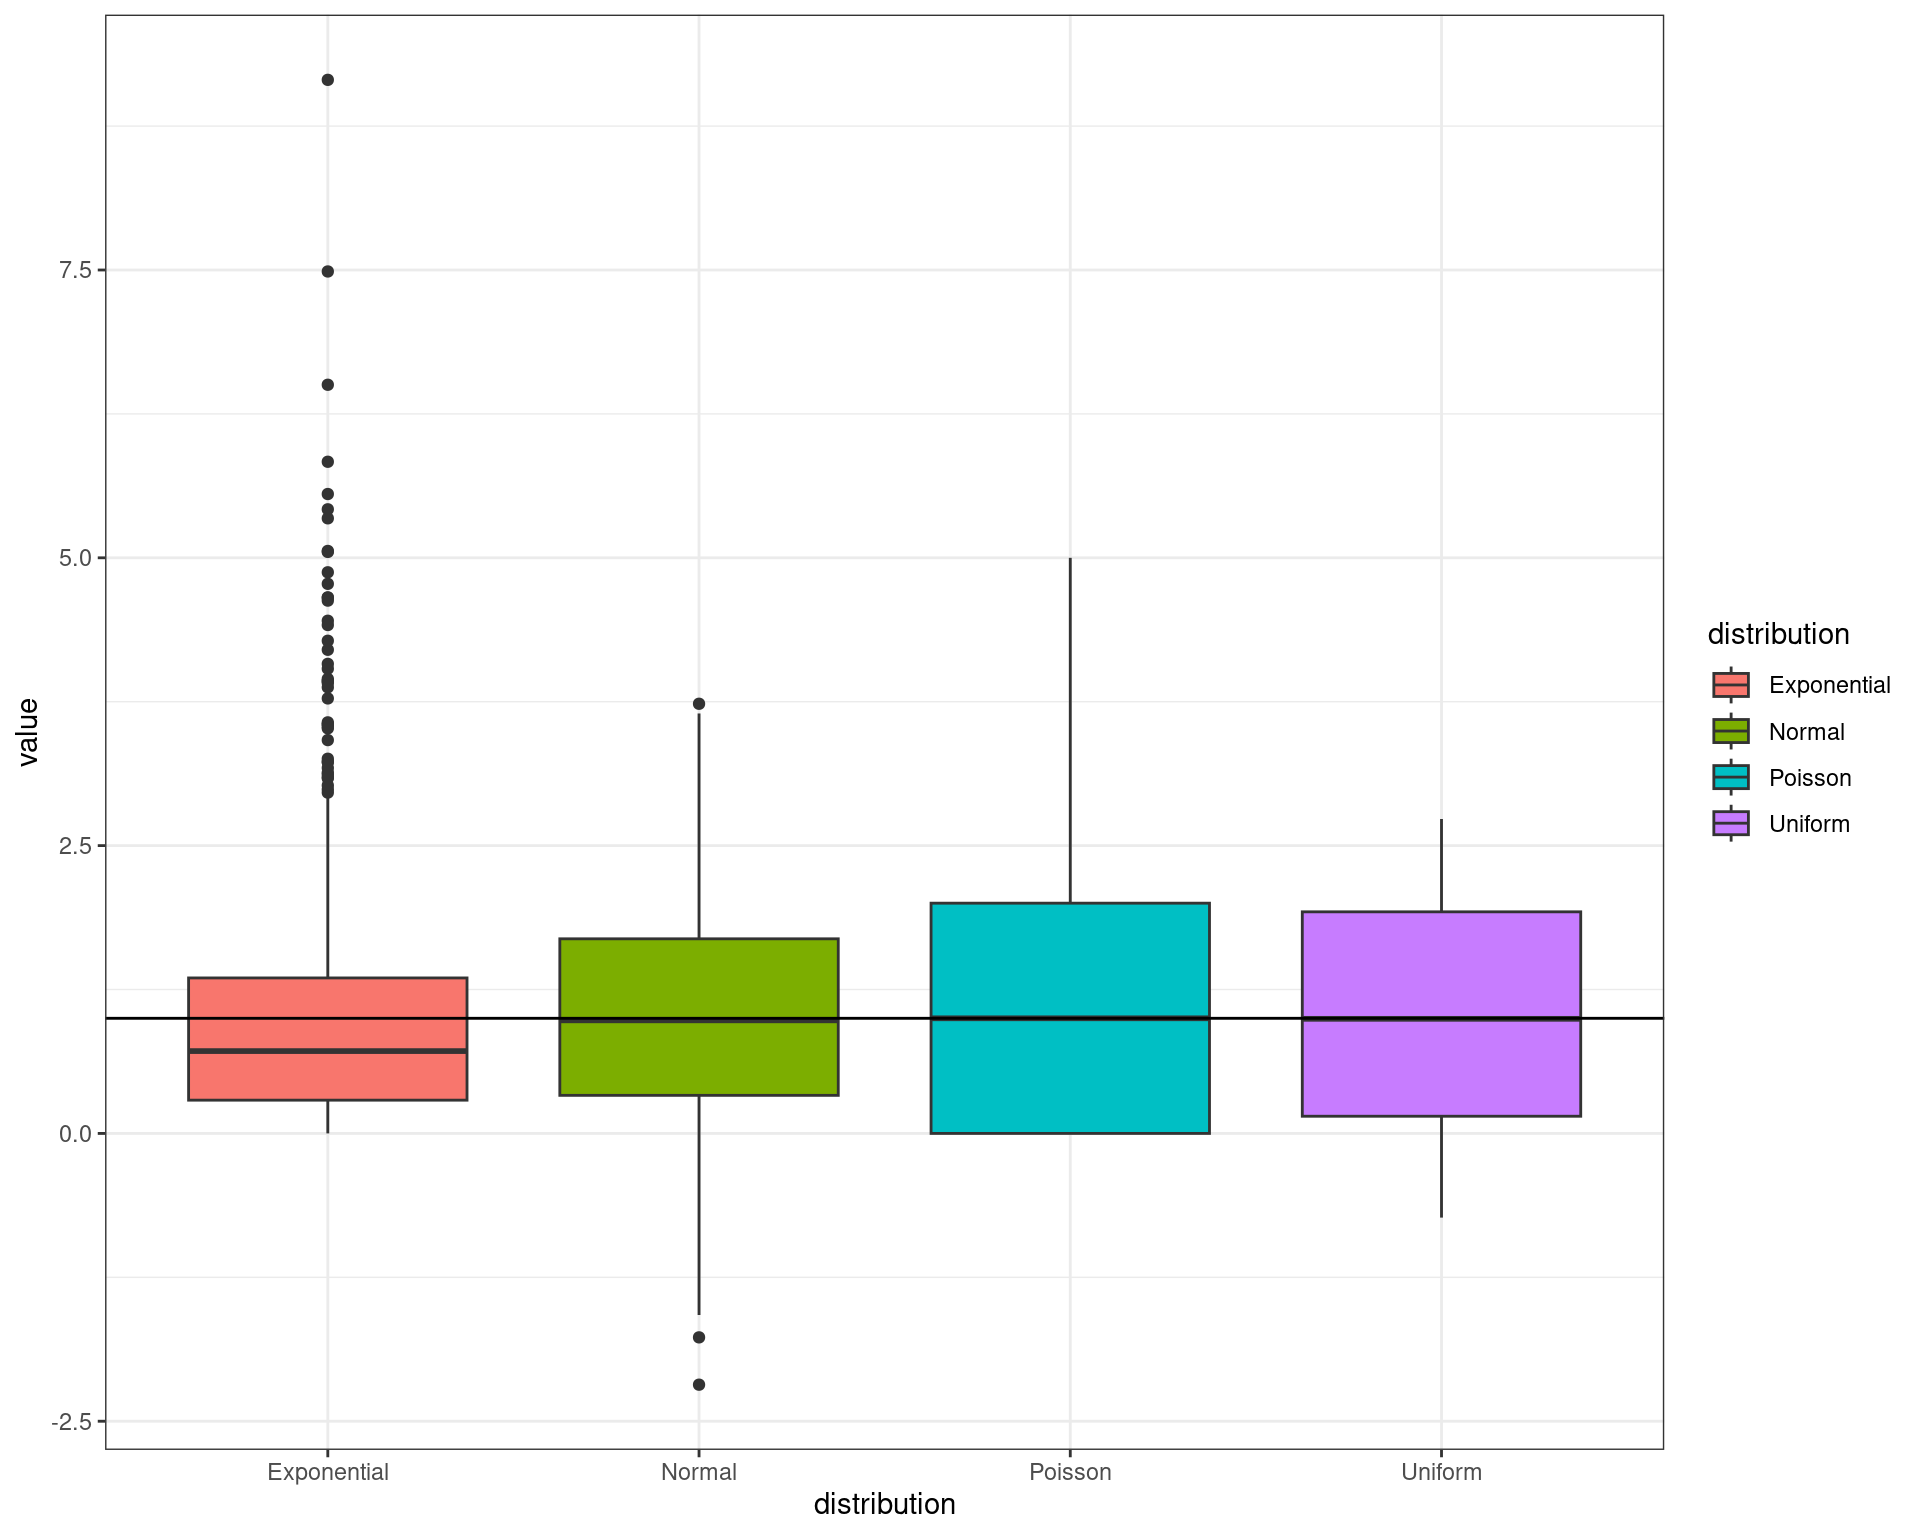 7.5
5.0
2.5
0.0
-2.5
value
Exponential Normal Poisson Uniform
distribution
distribution
Exponential
Normal
Poisson
Uniform